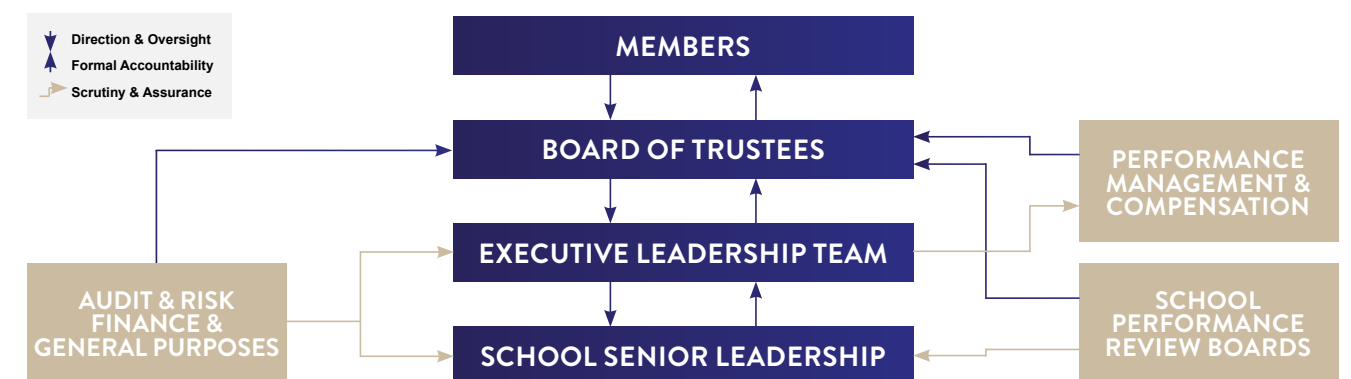 Direction & Oversight
Formal Accountability
Scrutiny & Assurance
MEMBERS
BOARD OF TRUSTEES
EXECUTIVE LEADERSHIP TEAM
SCHOOL SENIOR LEADERSHIP
AUDIT & RISK
FINANCE &
GENERAL PURPOSES
PERFORMANCE
MANAGEMENT &
COMPENSATION
SCHOOL
PERFORMANCE
REVIEW BOARDS